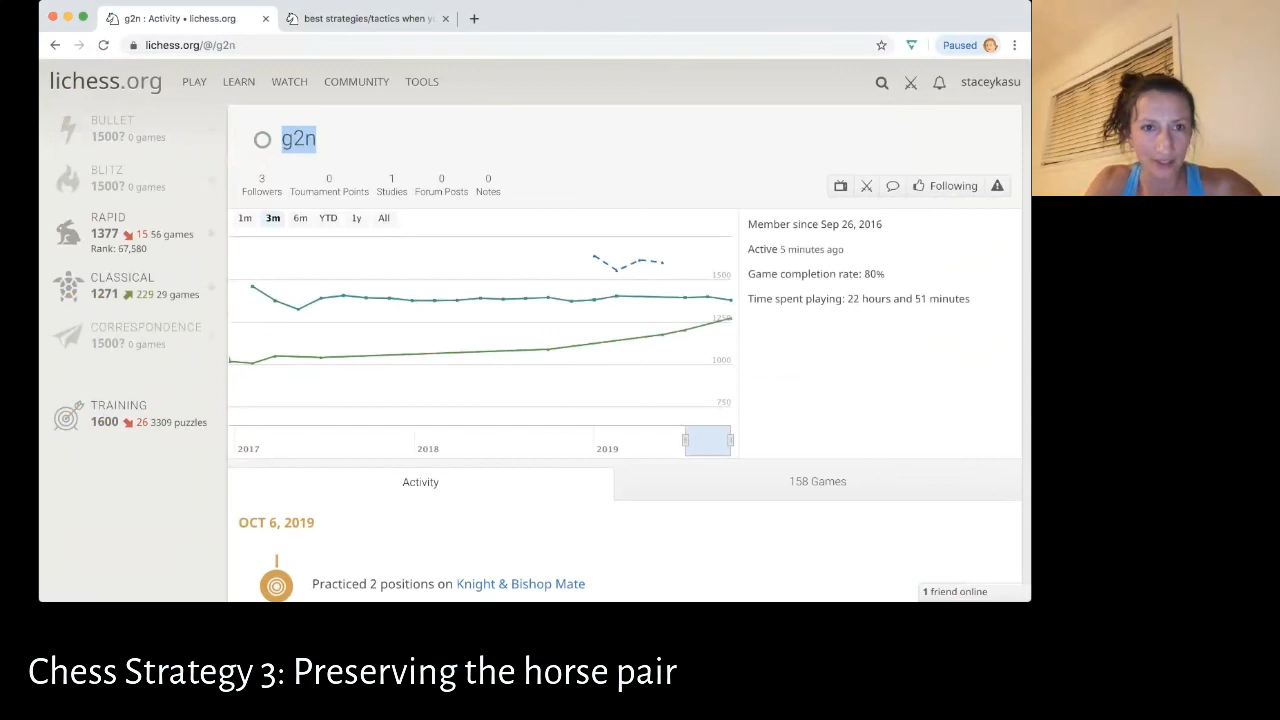 g2n : Activity • lichess.org
best strategies/tactics when y
lichess.org/@/g2n
Paused
lichess.org
PLAY
LEARN
WATCH
COMMUNITY
TOOLS
staceykasu
BULLET
1500? 0 games
BLITZ
1500? 0 games
RAPID
1377 15 56 games
Rank: 67,580
CLASSICAL
1271 229 29 games
CORRESPONDENCE
1500? 0 games
TRAINING
1600 26 3309 puzzles
g2n
3 0 1 0 0
Followers Tournament Points Studies Forum Posts Notes
Following
1m 3m 6m YTD 1y All
1500
1250
1000
750
2017 2018 2019
Member since Sep 26, 2016
Active 5 minutes ago
Game completion rate: 80%
Time spent playing: 22 hours and 51 minutes
Activity
158 Games
OCT 6, 2019
Practiced 2 positions on Knight & Bishop Mate
1 friend online
Chess Strategy 3: Preserving the horse pair